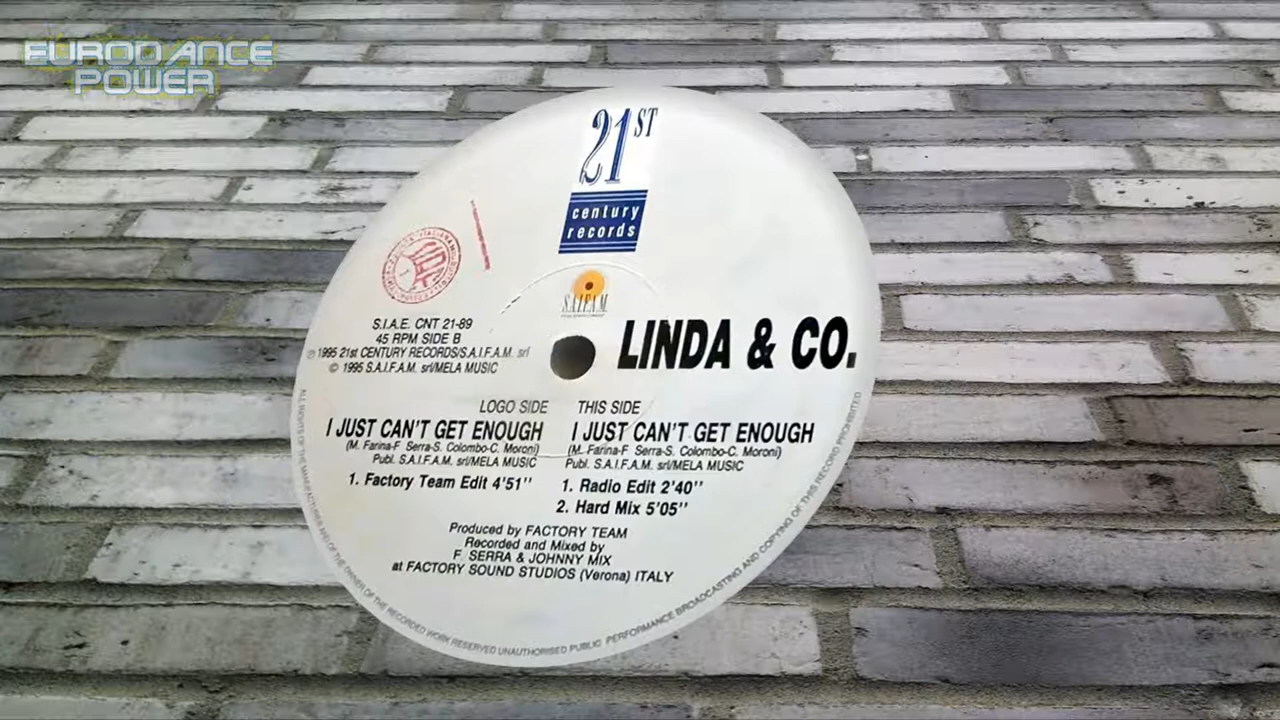 EURODANCE
POWER
21ST
century
records
S.A.I.F.A.M.
S.I.A.E. CNT 21-89
45 RPM SIDE B
℗ 1995 21st CENTURY RECORDS/S.A.I.F.A.M. srl
© 1995 S.A.I.F.A.M. srl/MELA MUSIC
LINDA & CO.
LOGO SIDE
I JUST CAN'T GET ENOUGH
(M. Farina-F. Serra-S. Colombo-C. Moroni)
Publ. S.A.I.F.A.M. srl/MELA MUSIC
1. Factory Team Edit 4'51''
THIS SIDE
I JUST CAN'T GET ENOUGH
(M. Farina-F. Serra-S. Colombo-C. Moroni)
Publ. S.A.I.F.A.M. srl/MELA MUSIC
1. Radio Edit 2'40''
2. Hard Mix 5'05''
Produced by FACTORY TEAM
Recorded and Mixed by
F. SERRA & JOHNNY MIX
at FACTORY SOUND STUDIOS (Verona) ITALY
ALL RIGHTS OF THE MANUFACTURER AND OF THE OWNER OF THE RECORDED WORK RESERVED UNAUTHORISED PUBLIC PERFORMANCE BROADCASTING AND COPYING OF THIS RECORD PROHIBITED